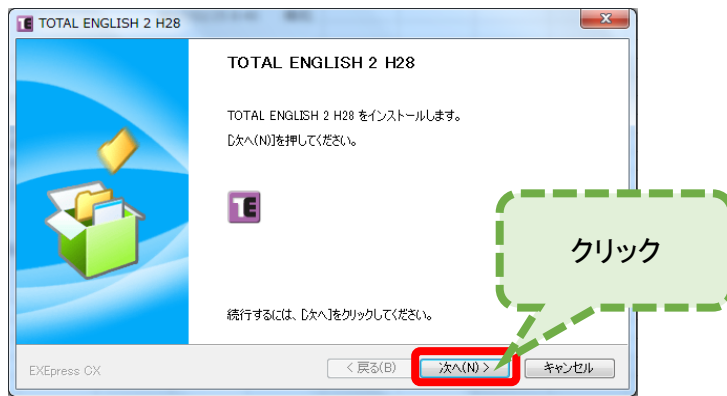 TOTAL ENGLISH 2 H28
TOTAL ENGLISH 2 H28
TOTAL ENGLISH 2 H28 をインストールします。
[次へ(N)]を押してください。
TE
クリック
続行するには、[次へ]をクリックしてください。
EXEpress CX
< 戻る(B)
次へ(N) >
キャンセル